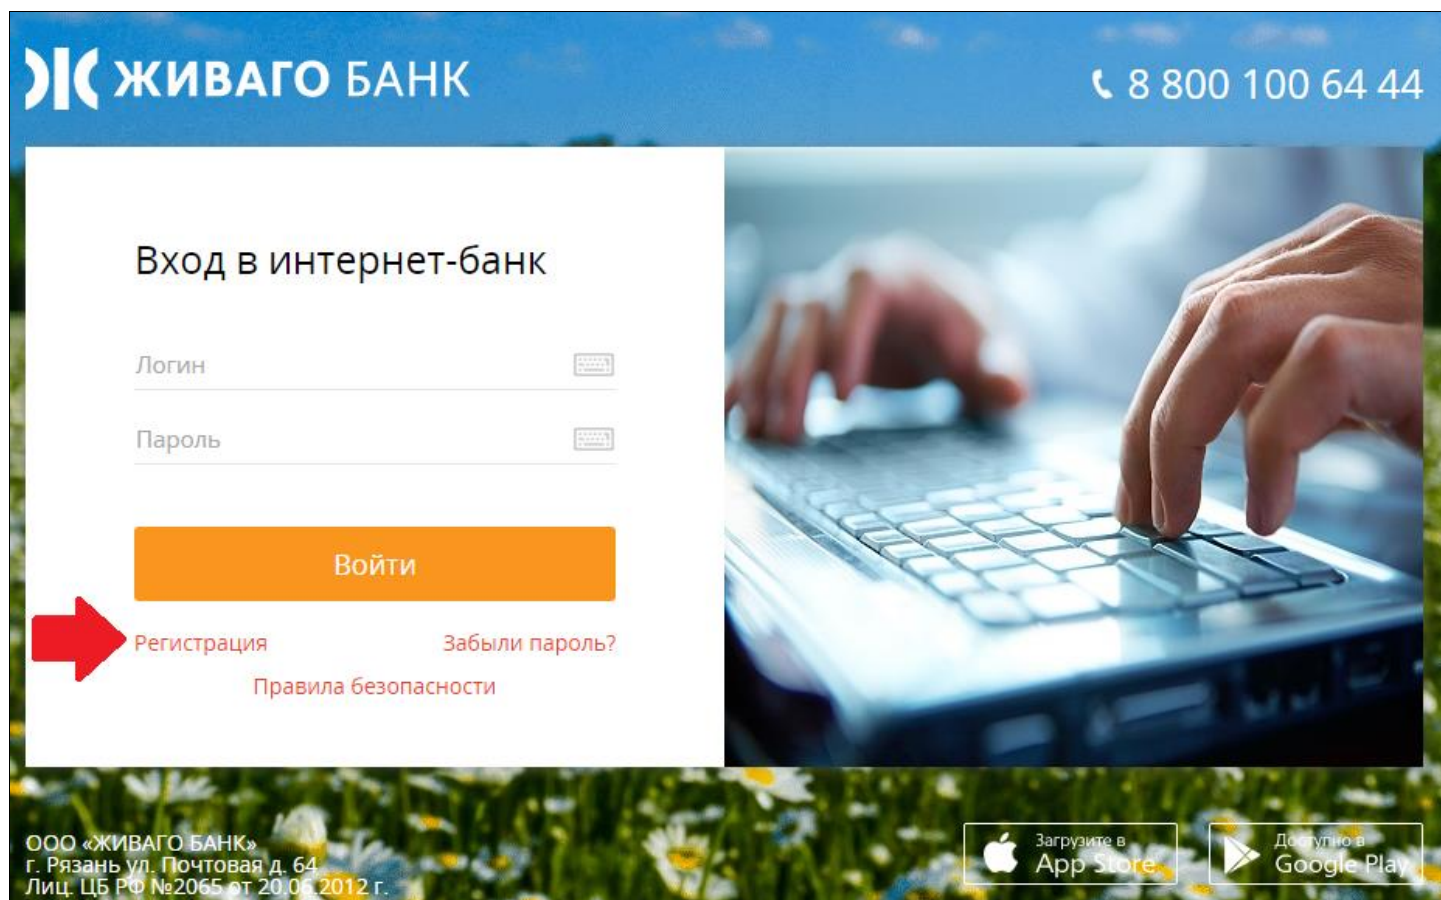 ЖИВАГО БАНК
8 800 100 64 44
Вход в интернет-банк
Логин
Пароль
Войти
Регистрация
Забыли пароль?
Правила безопасности
ООО «ЖИВАГО БАНК»
г. Рязань ул. Почтовая д. 64
Лиц. ЦБ РФ №2065 от 20.06.2012 г.
Загрузите в
App Store
Доступно в
Google Play